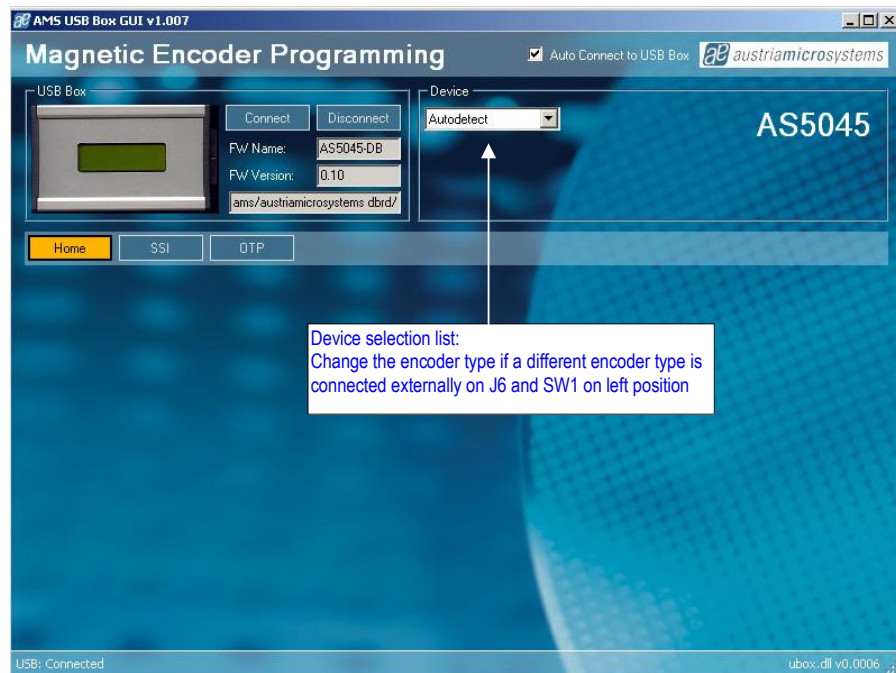 AMS USB Box GUI v1.007
Magnetic Encoder Programming
Auto Connect to USB Box
austriamicrosystems
USB Box
Connect
Disconnect
FW Name:
AS5045-DB
FW Version:
0.10
ams/austriamicrosystems dbrd/
Device
Autodetect
AS5045
Home
SSI
OTP
Device selection list:
Change the encoder type if a different encoder type is
connected externally on J6 and SW1 on left position
USB: Connected
ubox.dll v0.0006